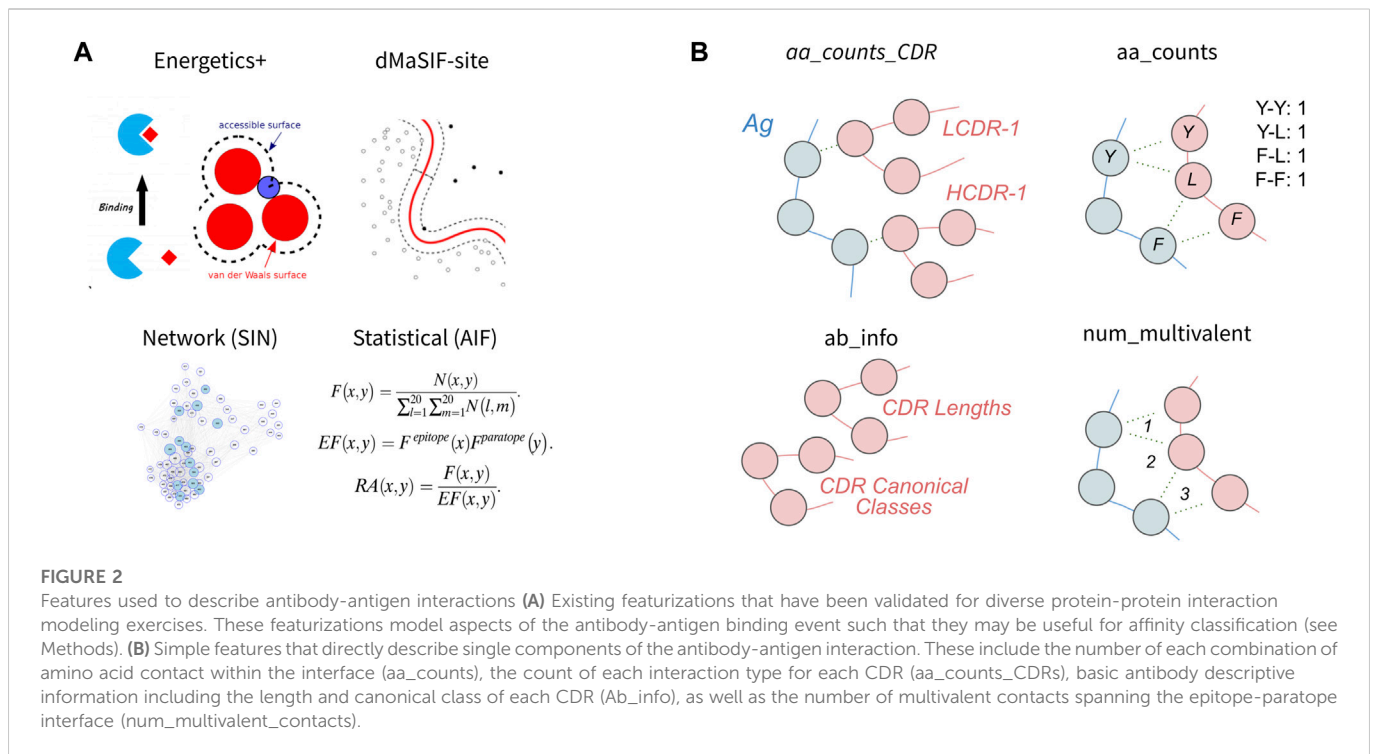 A
Energetics+
dMaSIF-site
accessible surface
Binding
van der Waals surface
Network (SIN)
Statistical (AIF)
F(x,y) = N(x,y) / ∑_{l=1}^{20} ∑_{m=1}^{20} N(l,m).
EF(x,y) = F^{epitope}(x)F^{paratope}(y).
RA(x,y) = F(x,y) / EF(x,y).
B
aa_counts_CDR
Ag
LCDR-1
HCDR-1
aa_counts
Y
Y
L
F
F
Y-Y: 1
Y-L: 1
F-L: 1
F-F: 1
ab_info
CDR Lengths
CDR Canonical
Classes
num_multivalent
1
2
3
FIGURE 2
Features used to describe antibody-antigen interactions (A) Existing featurizations that have been validated for diverse protein-protein interaction
modeling exercises. These featurizations model aspects of the antibody-antigen binding event such that they may be useful for affinity classification (see
Methods). (B) Simple features that directly describe single components of the antibody-antigen interaction. These include the number of each combination of
amino acid contact within the interface (aa_counts), the count of each interaction type for each CDR (aa_counts_CDRs), basic antibody descriptive
information including the length and canonical class of each CDR (Ab_info), as well as the number of multivalent contacts spanning the epitope-paratope
interface (num_multivalent_contacts).